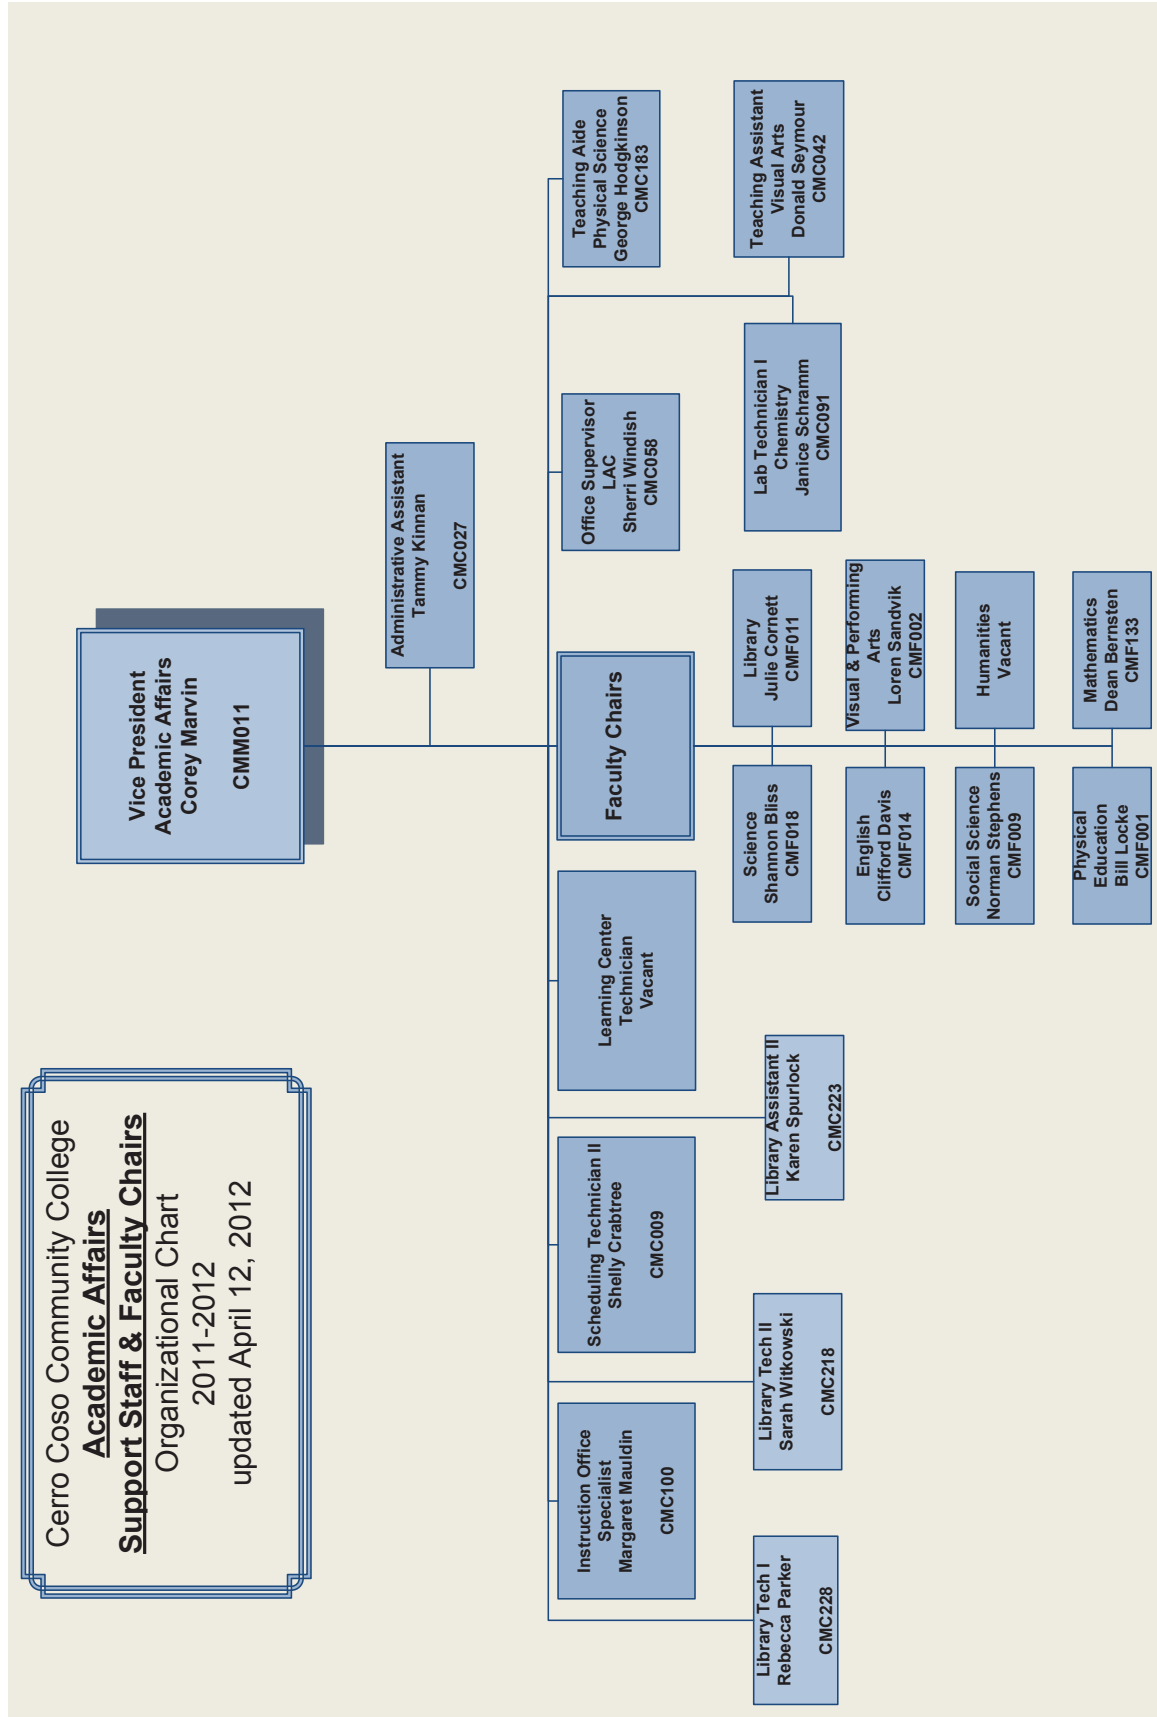 Cerro Coso Community College
Academic Affairs
Support Staff & Faculty Chairs
Organizational Chart
2011-2012
updated April 12, 2012
Vice President
Academic Affairs
Corey Marvin
CMM011
Administrative Assistant
Tammy Kinnan
CMC027
Instruction Office
Specialist
Margaret Mauldin
CMC100
Scheduling Technician II
Shelly Crabtree
CMC009
Learning Center
Technician
Vacant
Faculty Chairs
Office Supervisor
LAC
Sherri Windish
CMC058
Teaching Aide
Physical Science
George Hodgkinson
CMC183
Library Tech I
Rebecca Parker
CMC228
Library Tech II
Sarah Witkowski
CMC218
Library Assistant II
Karen Spurlock
CMC223
Science
Shannon Bliss
CMF018
Library
Julie Cornett
CMF011
English
Clifford Davis
CMF014
Visual & Performing
Arts
Loren Sandvik
CMF002
Social Science
Norman Stephens
CMF009
Humanities
Vacant
Physical
Education
Bill Locke
CMF001
Mathematics
Dean Bernsten
CMF133
Lab Technician I
Chemistry
Janice Schramm
CMC091
Teaching Assistant
Visual Arts
Donald Seymour
CMC042